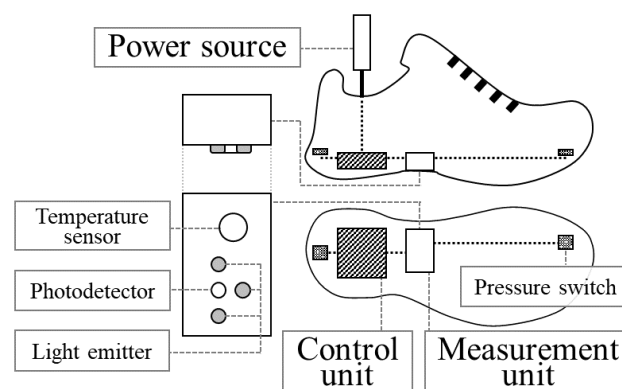 Power source
Temperature
sensor
Photodetector
Light emitter
Pressure switch
Control
unit
Measurement
unit